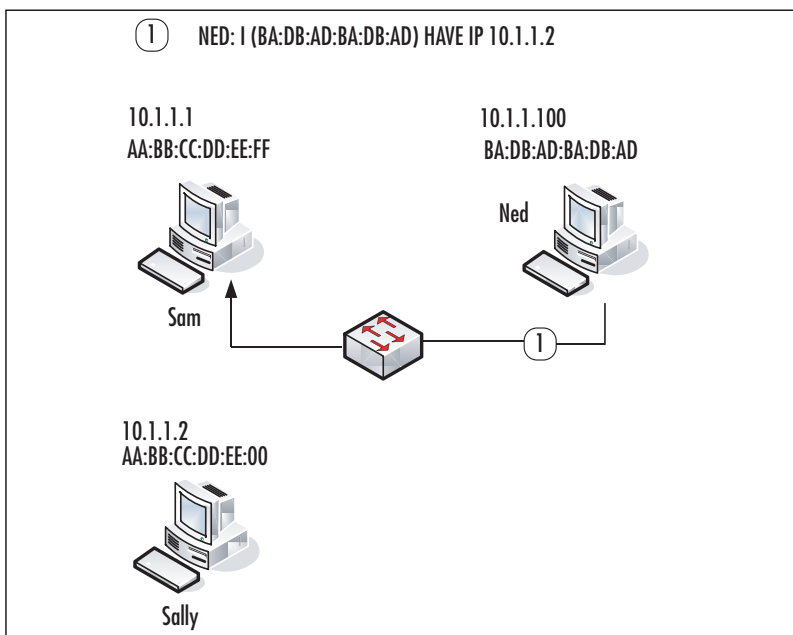 1 NED: I (BA:DB:AD:BA:DB:AD) HAVE IP 10.1.1.2
10.1.1.1
AA:BB:CC:DD:EE:FF
10.1.1.100
BA:DB:AD:BA:DB:AD
Ned
Sam
1
10.1.1.2
AA:BB:CC:DD:EE:00
Sally